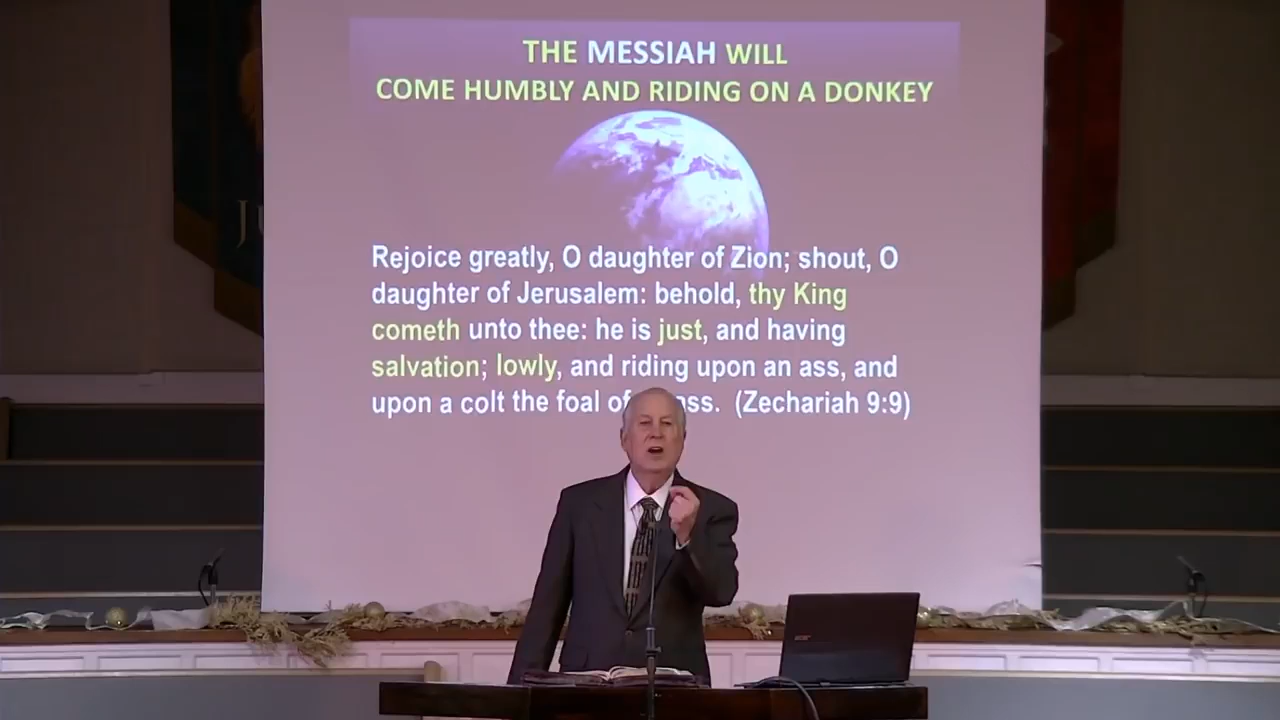 THE MESSIAH WILL
COME HUMBLY AND RIDING ON A DONKEY
Rejoice greatly, O daughter of Zion; shout, O
daughter of Jerusalem: behold, thy King
cometh unto thee: he is just, and having
salvation; lowly, and riding upon an ass, and
upon a colt the foal of ass. (Zechariah 9:9)
acer